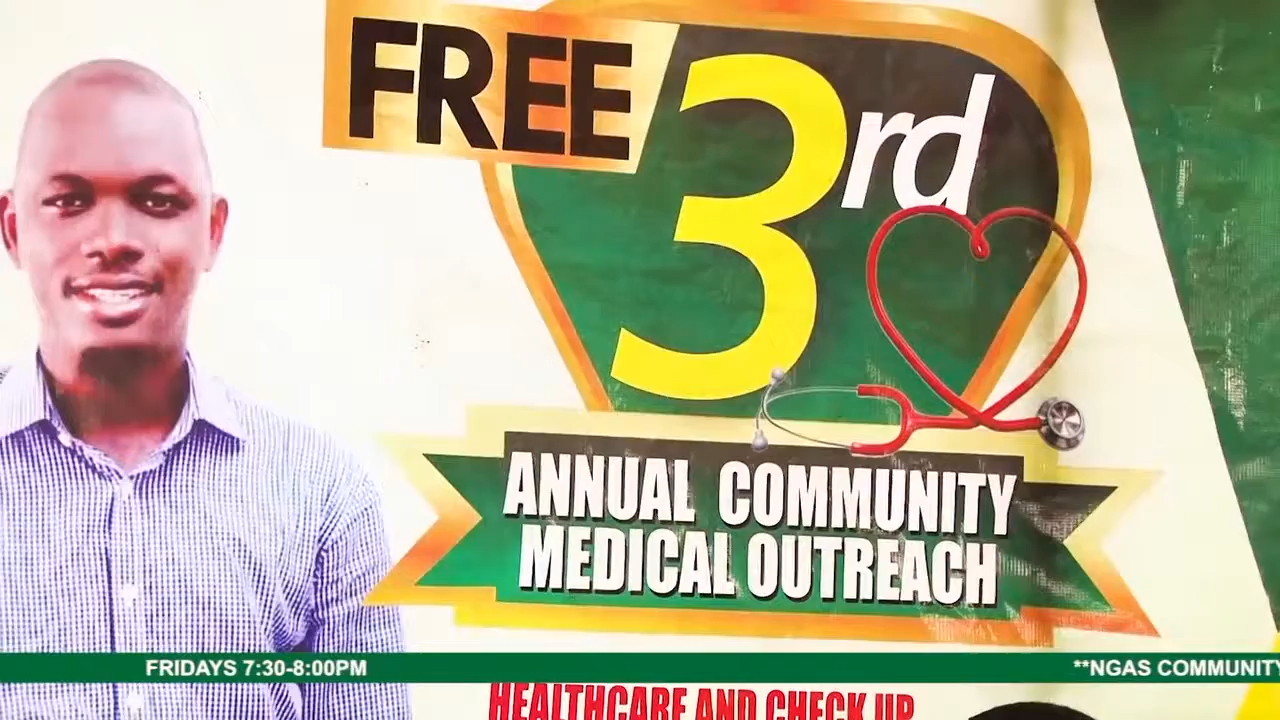 FREE
3rd
ANNUAL COMMUNITY
MEDICAL OUTREACH
FRIDAYS 7:30-8:00PM
**NGAS COMMUNITY
HEALTHCARE AND CHECK UP